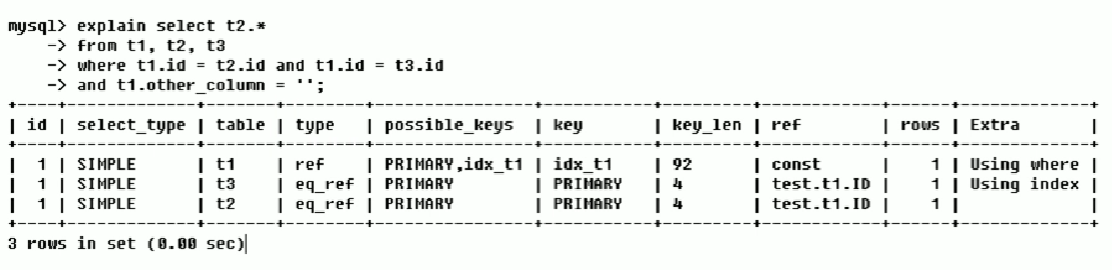 mysql> explain select t2.*
    -> from t1, t2, t3
    -> where t1.id = t2.id and t1.id = t3.id
    -> and t1.other_column = '';
+----+-------------+-------+--------+----------------+---------+---------+------------+------+-------------+
| id | select_type | table | type | possible_keys | key | key_len | ref | rows | Extra |
+----+-------------+-------+--------+----------------+---------+---------+------------+------+-------------+
| 1 | SIMPLE | t1 | ref | PRIMARY,idx_t1 | idx_t1 | 92 | const | 1 | Using where |
| 1 | SIMPLE | t3 | eq_ref | PRIMARY | PRIMARY | 4 | test.t1.ID | 1 | Using index |
| 1 | SIMPLE | t2 | eq_ref | PRIMARY | PRIMARY | 4 | test.t1.ID | 1 | |
+----+-------------+-------+--------+----------------+---------+---------+------------+------+-------------+
3 rows in set (0.00 sec)